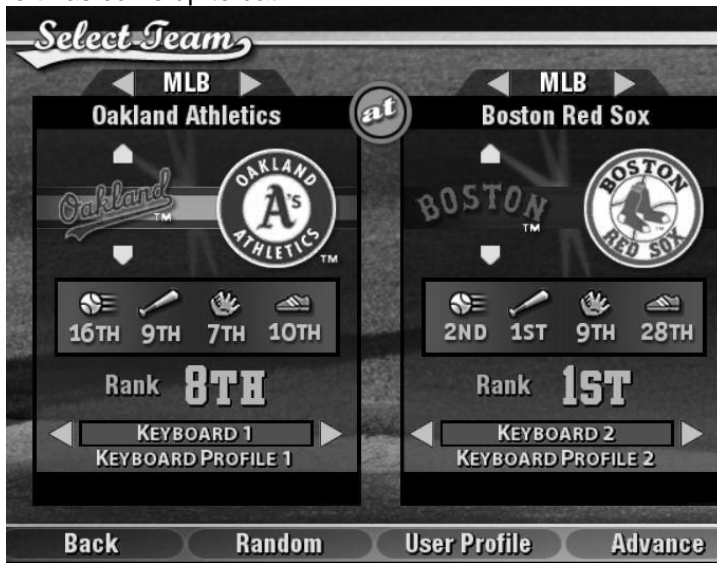 Select Team
MLB
Oakland Athletics
Oakland
TM
OAKLAND
A's
ATHLETICS
TM
16TH 9TH 7TH 10TH
Rank 8TH
KEYBOARD 1
KEYBOARD PROFILE 1
at
MLB
Boston Red Sox
BOSTON
TM
BOSTON
RED SOX
2ND 1ST 9TH 28TH
Rank 1ST
KEYBOARD 2
KEYBOARD PROFILE 2
Back Random User Profile Advance